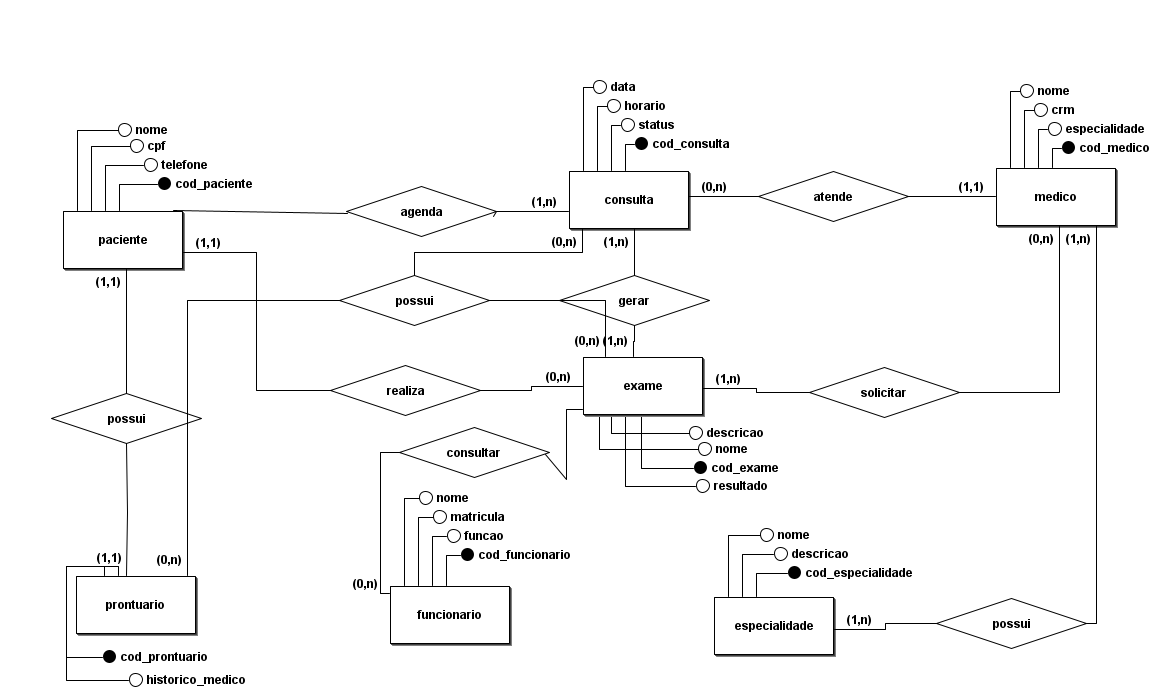 data
horario
status
cod_consulta
nome
crm
especialidade
cod_medico
nome
cpf
telefone
cod_paciente
paciente
(1,1)
(1,1)
agenda
(1,n)
consulta
(0,n)
(0,n)
(1,n)
atende
(1,1)
medico
(0,n)
(1,n)
possui
gerar
(0,n)
(1,n)
realiza
(0,n)
exame
(1,n)
solicitar
possui
descricao
nome
cod_exame
resultado
consultar
nome
matricula
funcao
cod_funcionario
(0,n)
funcionario
(1,1)
(0,n)
prontuario
cod_prontuario
historico_medico
nome
descricao
cod_especialidade
especialidade
(1,n)
possui